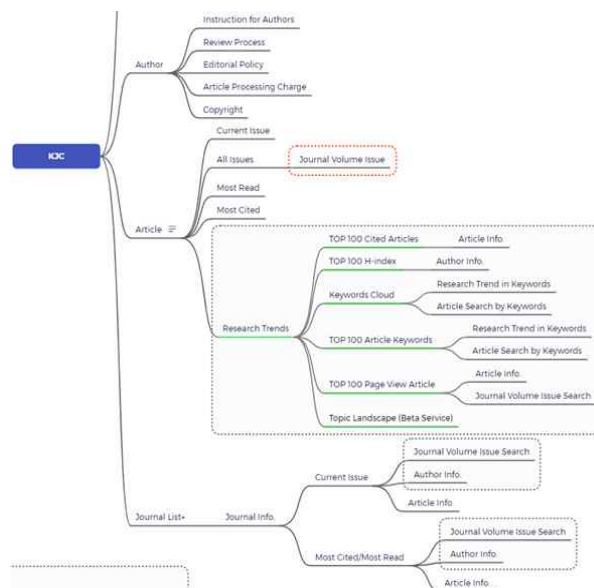 Instruction for Authors
Review Process
Author
Editorial Policy
Article Processing Charge
Copyright
Current Issue
KJC
All Issues
Journal Volume Issue
Most Read
Most Cited
Article
TOP 100 Cited Articles
Article Info.
TOP 100 H-index
Author Info.
Research Trend in Keywords
Keywords Cloud
Article Search by Keywords
Research Trends
Research Trend in Keywords
TOP 100 Article Keywords
Article Search by Keywords
Article Info.
TOP 100 Page View Article
Journal Volume Issue Search
Topic Landscape (Beta Service)
Journal Volume Issue Search
Current Issue
Author Info.
Article Info
Journal List+
Journal Info.
Journal Volume Issue Search
Most Cited/Most Read
Author Info.
Article Info.